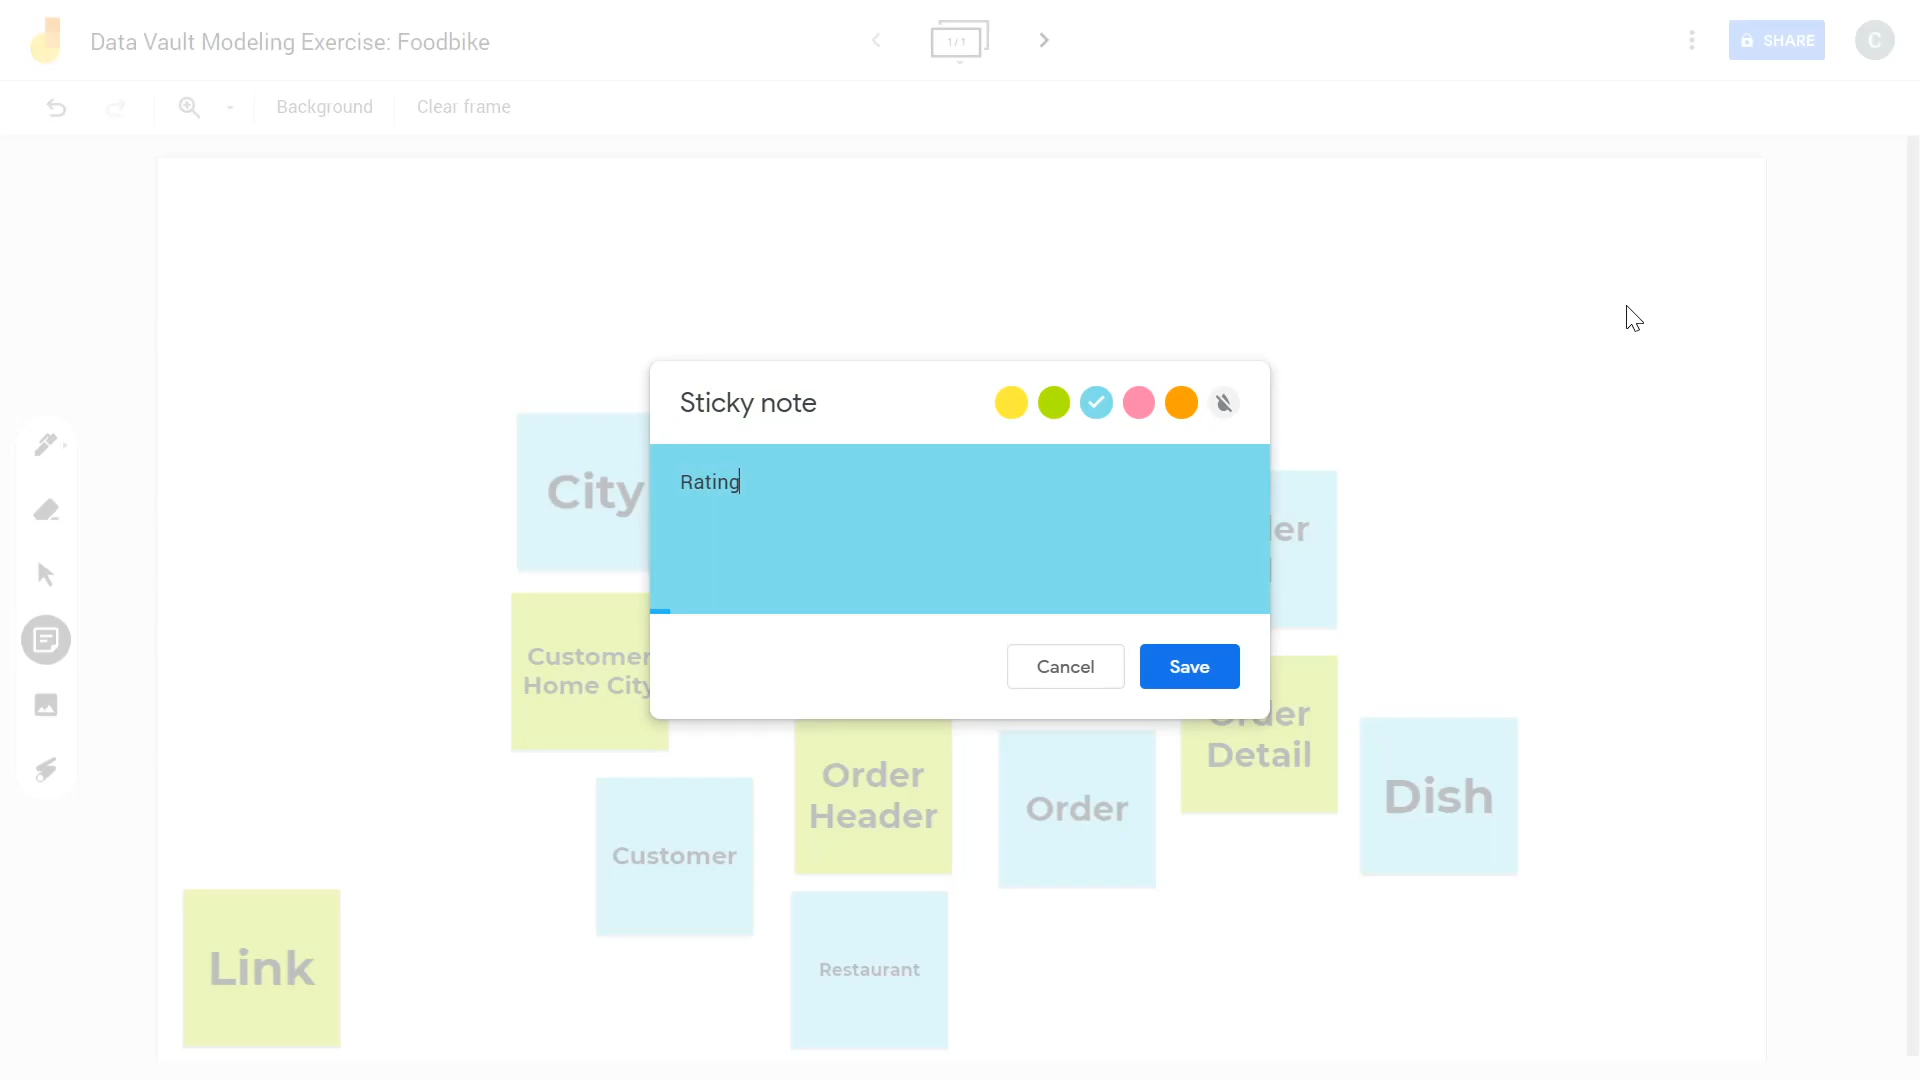 Data Vault Modeling Exercise: Foodbike
1/1
SHARE
C
Background
Clear frame
Sticky note
Rating
Cancel
Save
City
Customer
Home City
Order
Header
Order
Detail
Order
Dish
Customer
Restaurant
Link